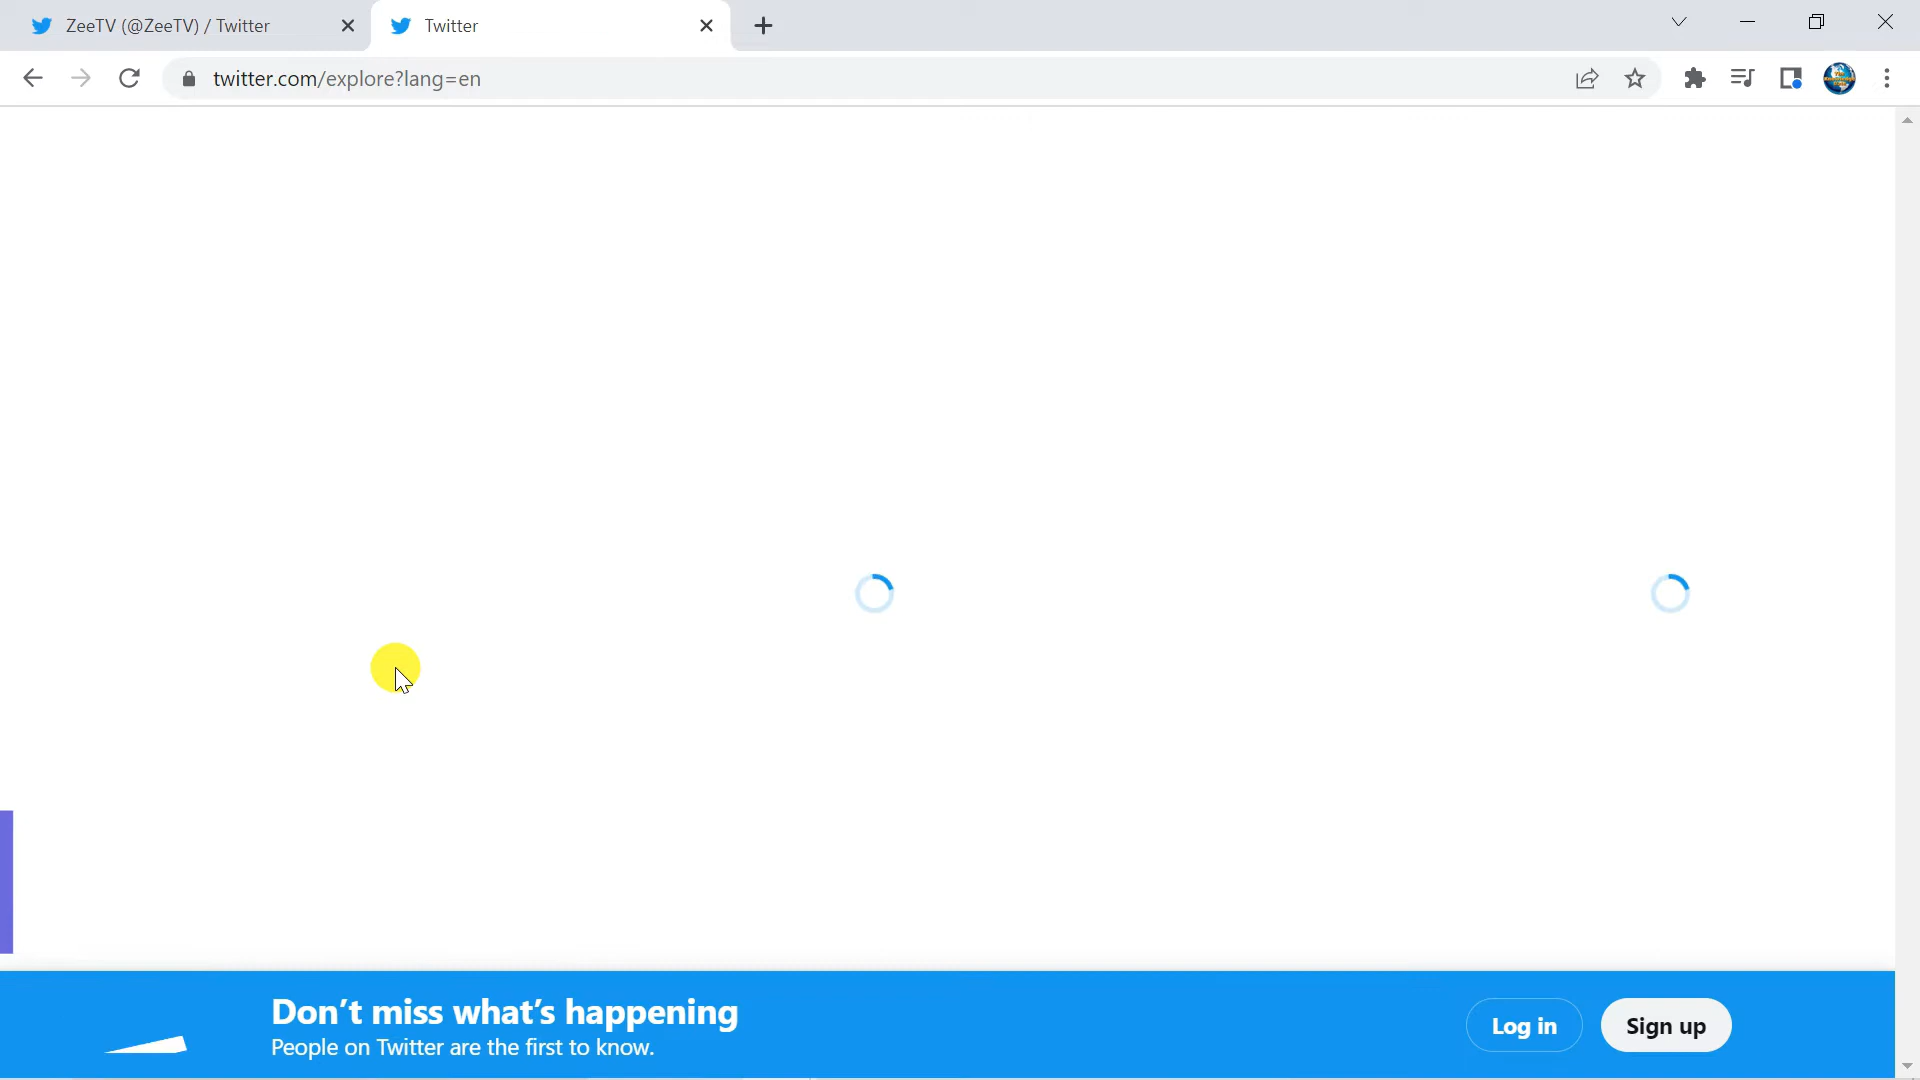 ZeeTV (@ZeeTV) / Twitter
Twitter
twitter.com/explore?lang=en
Don't miss what's happening
People on Twitter are the first to know.
Log in
Sign up